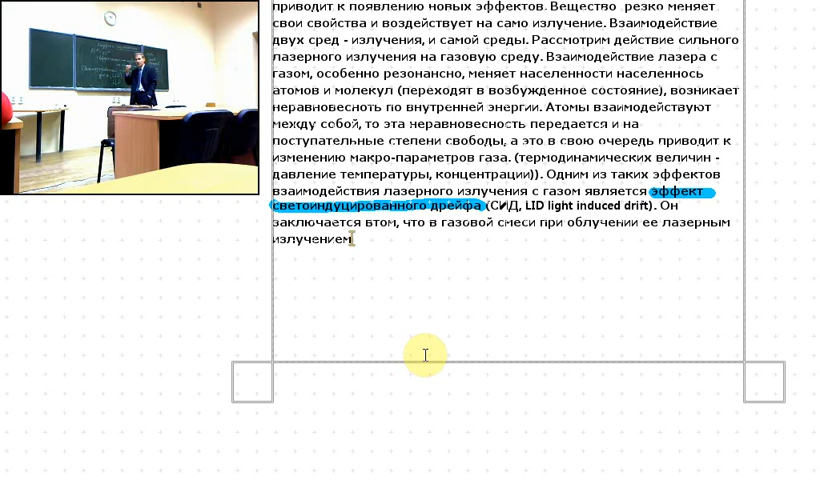 приводит к появлению новых эффектов. Вещество резко меняет
свои свойства и воздействует на само излучение. Взаимодействие
двух сред - излучения, и самой среды. Рассмотрим действие сильного
лазерного излучения на газовую среду. Взаимодействие лазера с
газом, особенно резонансно, меняет населенности населеннось
атомов и молекул (переходят в возбужденное состояние), возникает
неравновесноть по внутренней энергии. Атомы взаимодействуют
между собой, то эта неравновесность передается и на
поступательные степени свободы, а это в свою очередь приводит к
изменению макро-параметров газа. (термодинамических величин -
давление температуры, концентрации)). Одним из таких эффектов
взаимодействия лазерного излучения с газом является эффект
светоиндуцированного дрейфа (СИД, LID light induced drift). Он
заключается втом, что в газовой смеси при облучении ее лазерным
излучением